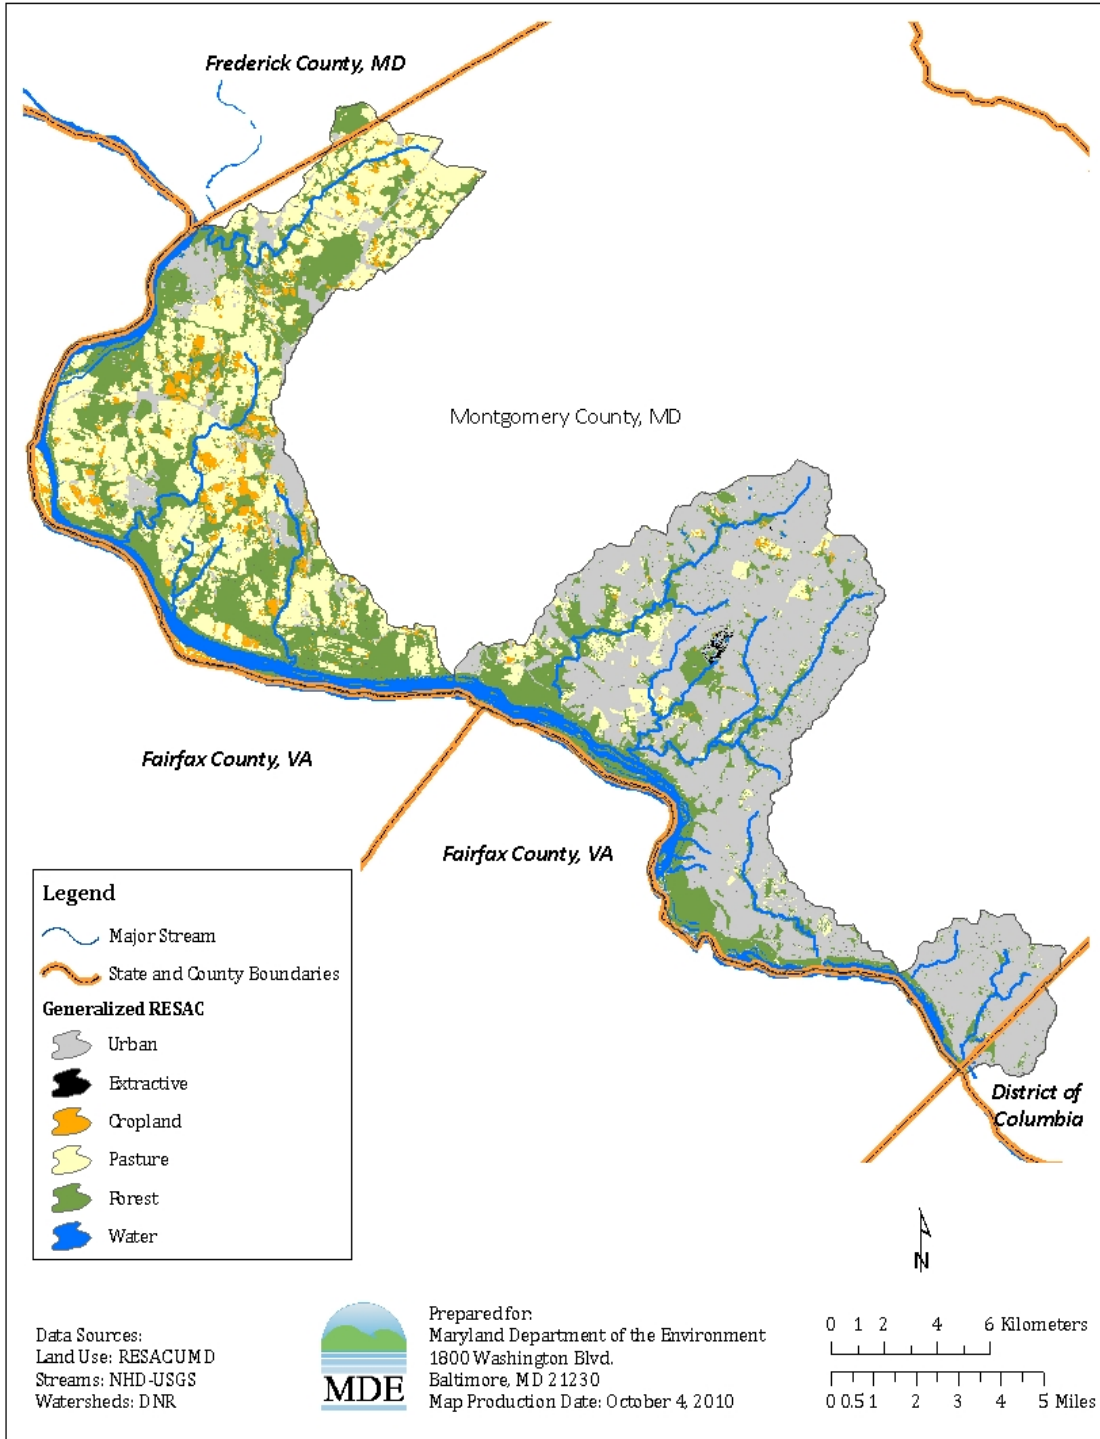 Frederick County, MD
Montgomery County, MD
Fairfax County, VA
Fairfax County, VA
District of
Columbia
Legend
Major Stream
State and County Boundaries
Generalized RESAC
Urban
Extractive
Cropland
Pasture
Forest
Water
N
Data Sources:
Land Use: RESACUMD
Streams: NHD-USGS
Watersheds: DNR
MDE
Prepared for:
Maryland Department of the Environment
1800 Washington Blvd.
Baltimore, MD 21230
Map Production Date: October 4, 2010
0 1 2 4 6 Kilometers
0 0.5 1 2 3 4 5 Miles